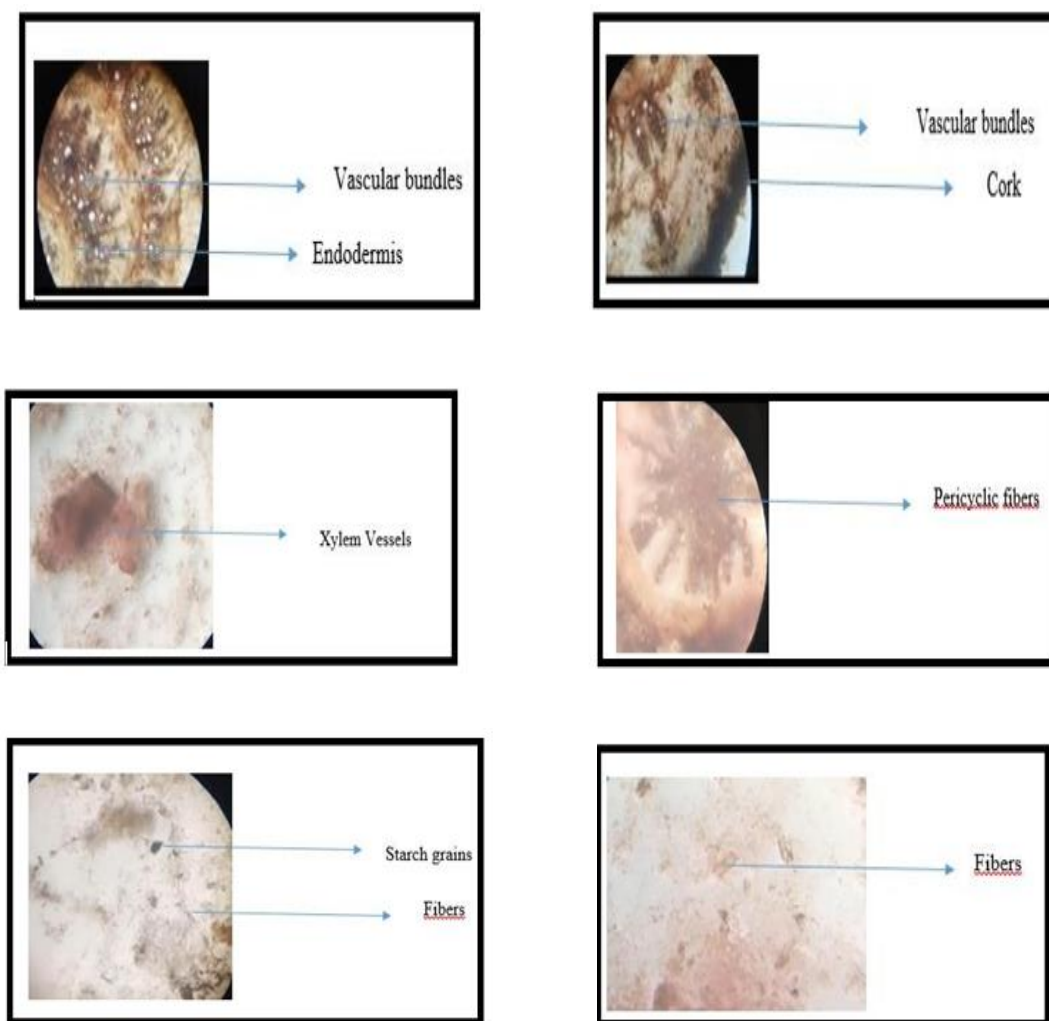 Vascular bundles
Endodermis
Vascular bundles
Cork
Xylem Vessels
Pericyclic fibers
Starch grains
Fibers
Fibers